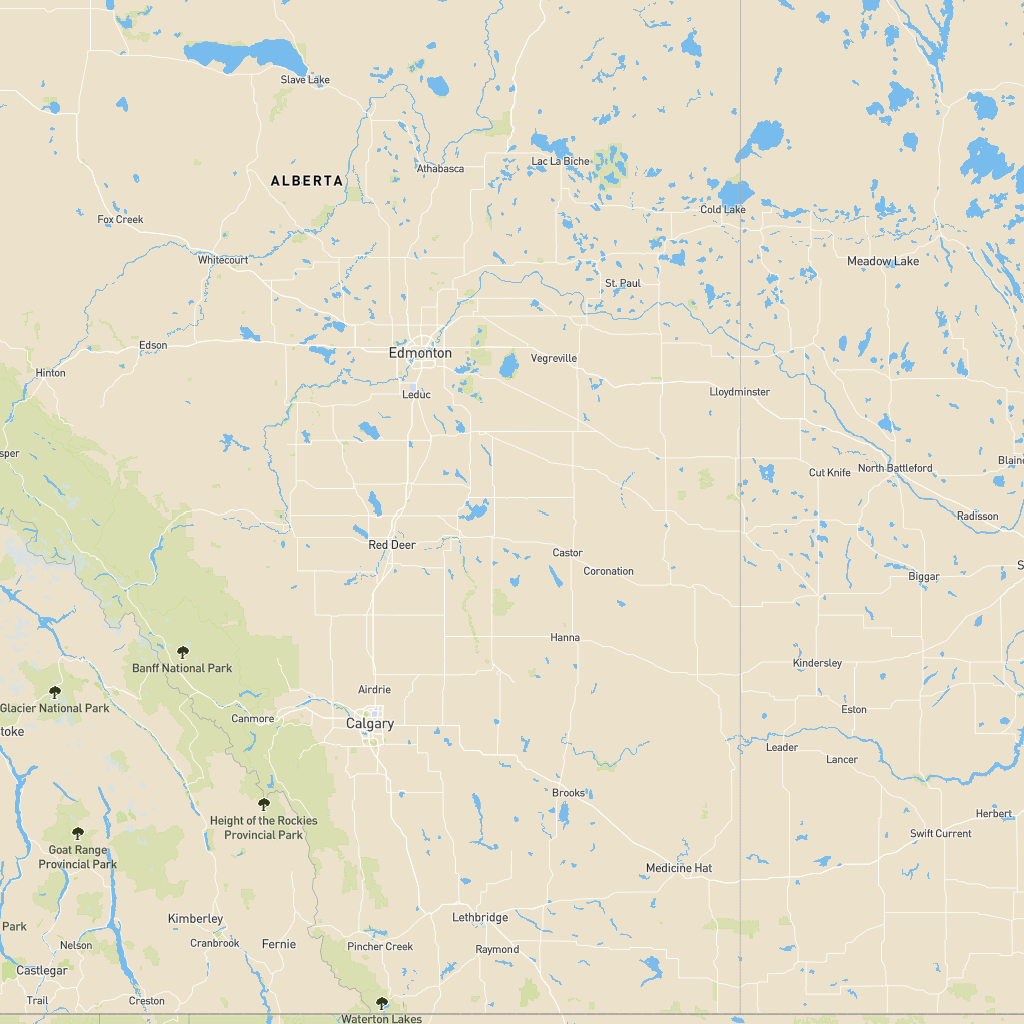 Slave Lake
Lac La Biche
Athabasca
ALBERTA
Cold Lake
Fox Creek
Whitecourt
Meadow Lake
St. Paul
Edson
Edmonton
Vegreville
Hinton
Leduc
Lloydminster
sper
Blaine
North Battleford
Cut Knife
Radisson
Red Deer
Castor
Coronation
S
Biggar
Hanna
Banff National Park
Kindersley
Airdrie
Glacier National Park
Eston
Canmore
Calgary
toke
Leader
Lancer
Brooks
Height of the Rockies
Provincial Park
Herbert
Swift Current
Goat Range
Provincial Park
Medicine Hat
Kimberley
Lethbridge
Park
Nelson
Cranbrook
Fernie
Pincher Creek
Raymond
Castlegar
Trail
Creston
Waterton Lakes